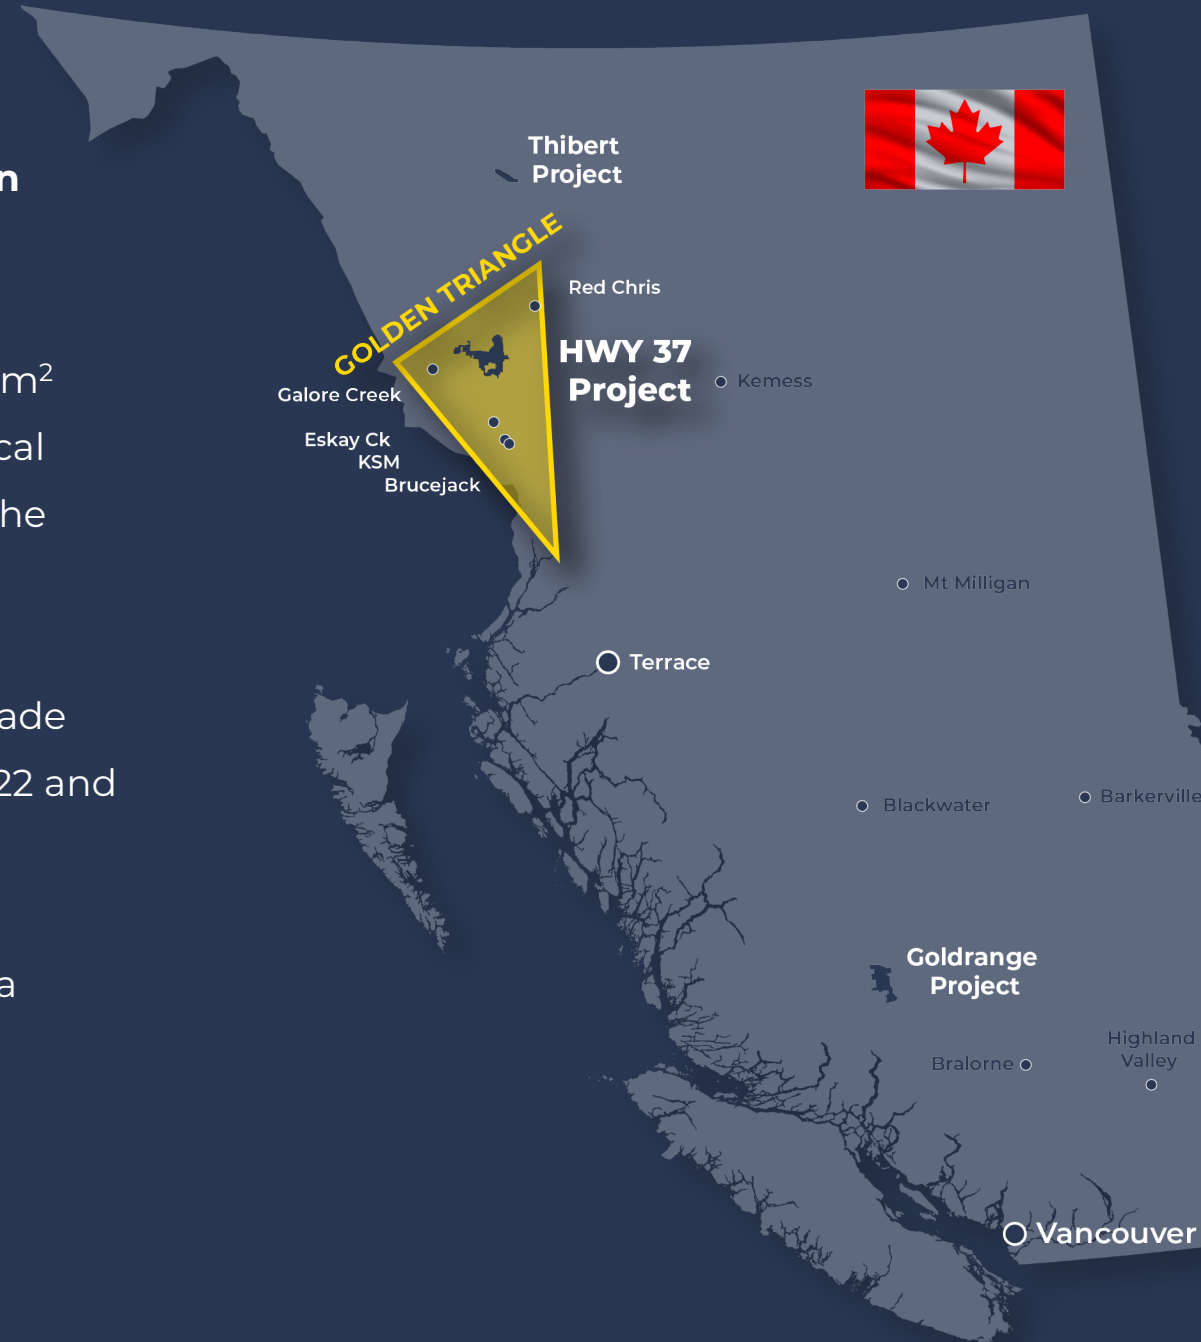 n
m²
cal
he
ade
22 and
a
Thibert
Project
GOLDEN TRIANGLE
Red Chris
HWY 37
Project
Kemess
Galore Creek
Eskay Ck
KSM
Brucejack
Mt Milligan
Terrace
Blackwater
Barkerville
Goldrange
Project
Highland
Valley
Bralorne
Vancouver